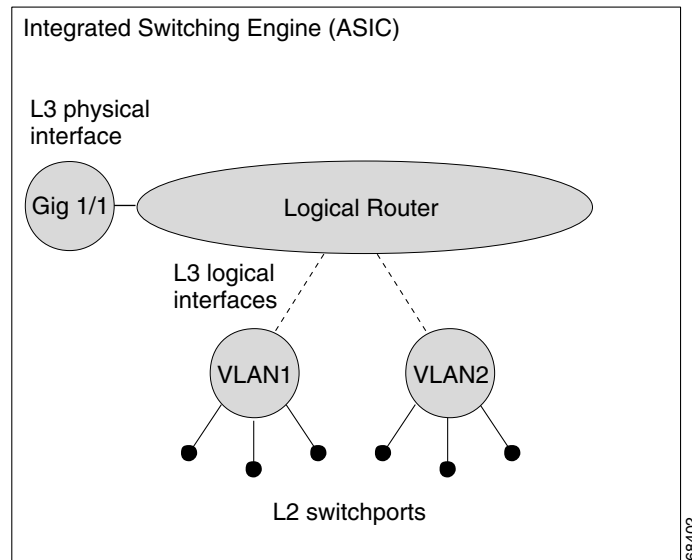 Integrated Switching Engine (ASIC)
L3 physical
interface
Gig 1/1
Logical Router
L3 logical
interfaces
VLAN1
VLAN2
L2 switchports
68402